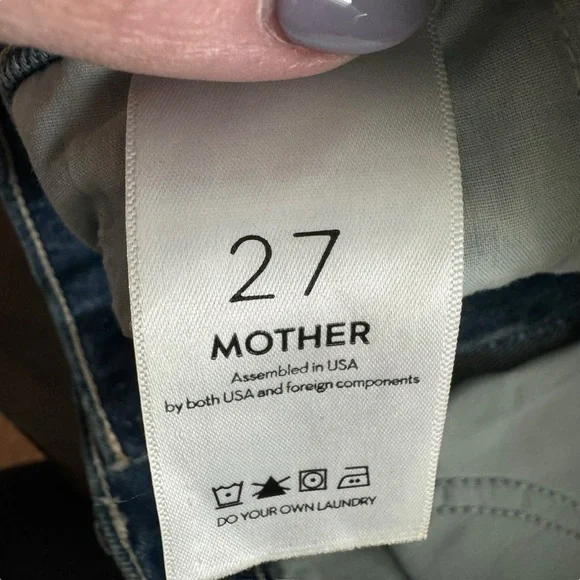 27
MOTHER
Assembled in USA
by both USA and foreign components
DO YOUR OWN LAUNDRY